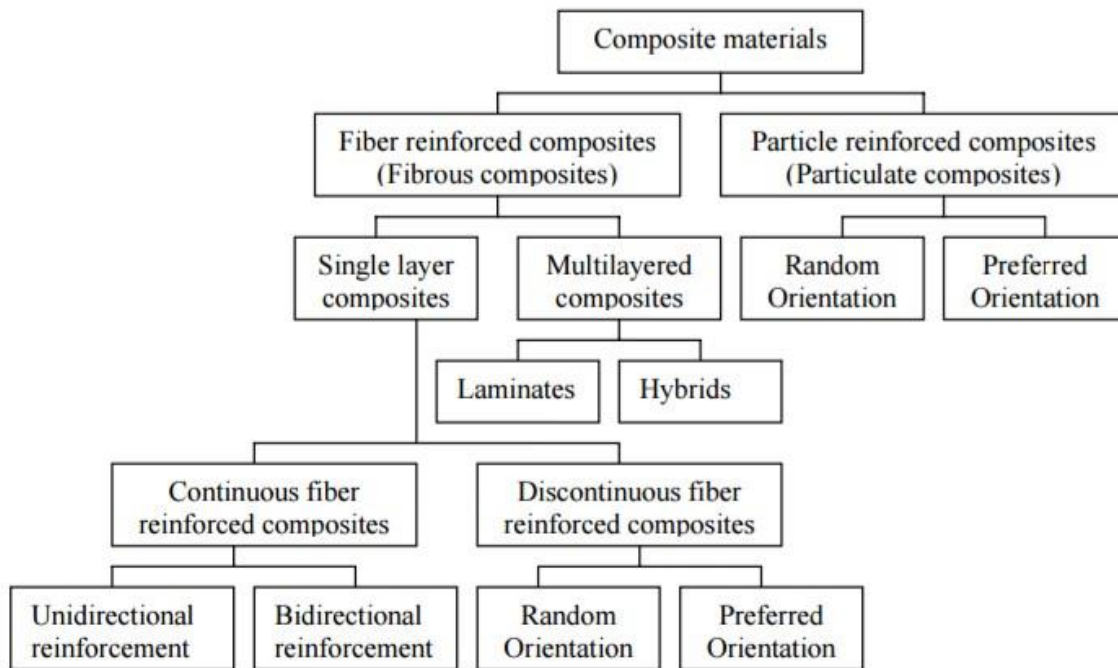 Composite materials
Fiber reinforced composites
(Fibrous composites)
Particle reinforced composites
(Particulate composites)
Single layer
composites
Multilayered
composites
Random
Orientation
Preferred
Orientation
Laminates
Hybrids
Continuous fiber
reinforced composites
Discontinuous fiber
reinforced composites
Unidirectional
reinforcement
Bidirectional
reinforcement
Random
Orientation
Preferred
Orientation